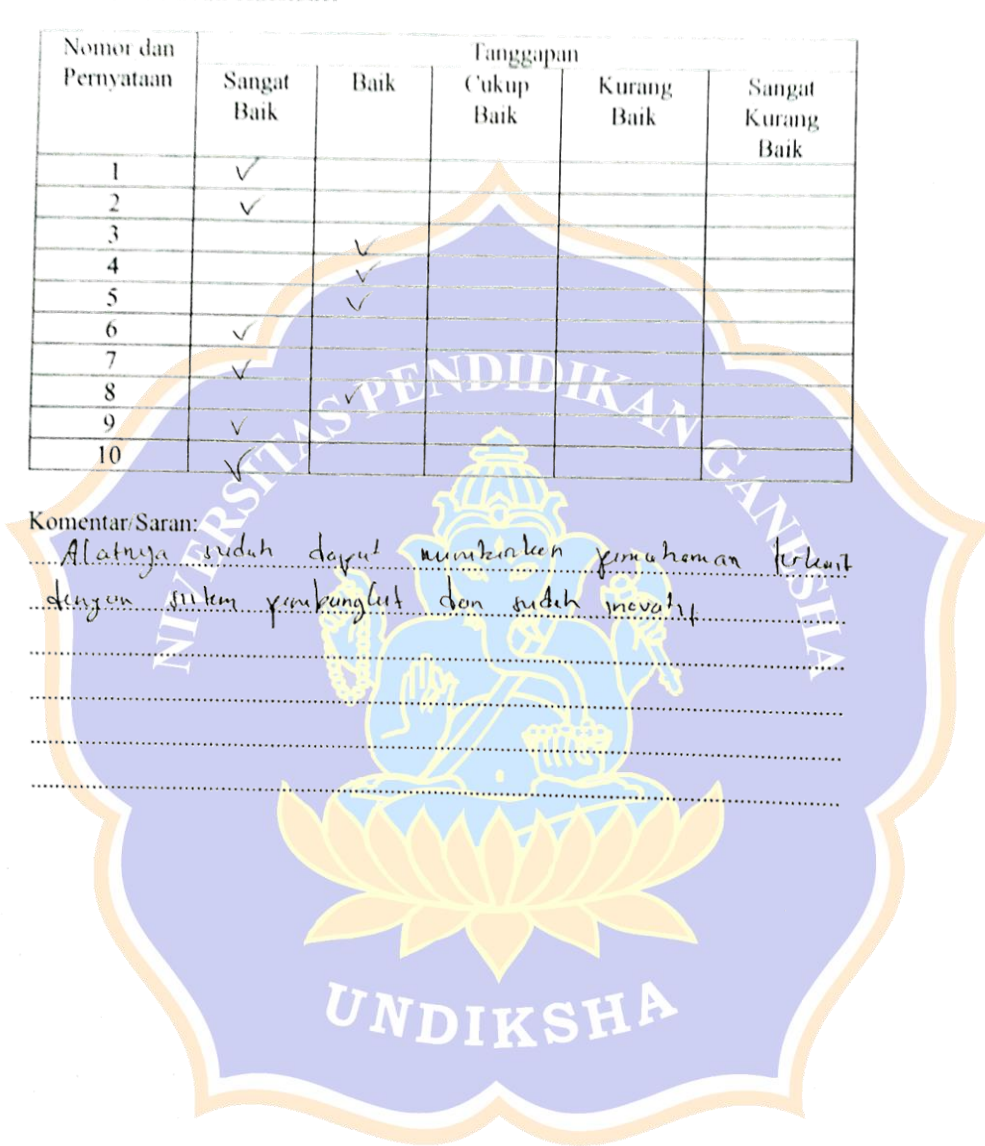 Nomor dan Pernyataan | Tanggapan
Sangat Baik | Baik | Cukup Baik | Kurang Baik | Sangat Kurang Baik
1 ✓
2 ✓
3 ✓
4 ✓
5 ✓
6 ✓
7 ✓
8 ✓
9 ✓
10 ✓
Komentar/Saran:
Alatnya sudah dapat pemahaman terkait
dengan sistem pembangkit dan sudah inovatif
UNIVERSITAS PENDIDIKAN GANESHA
UNDIKSHA